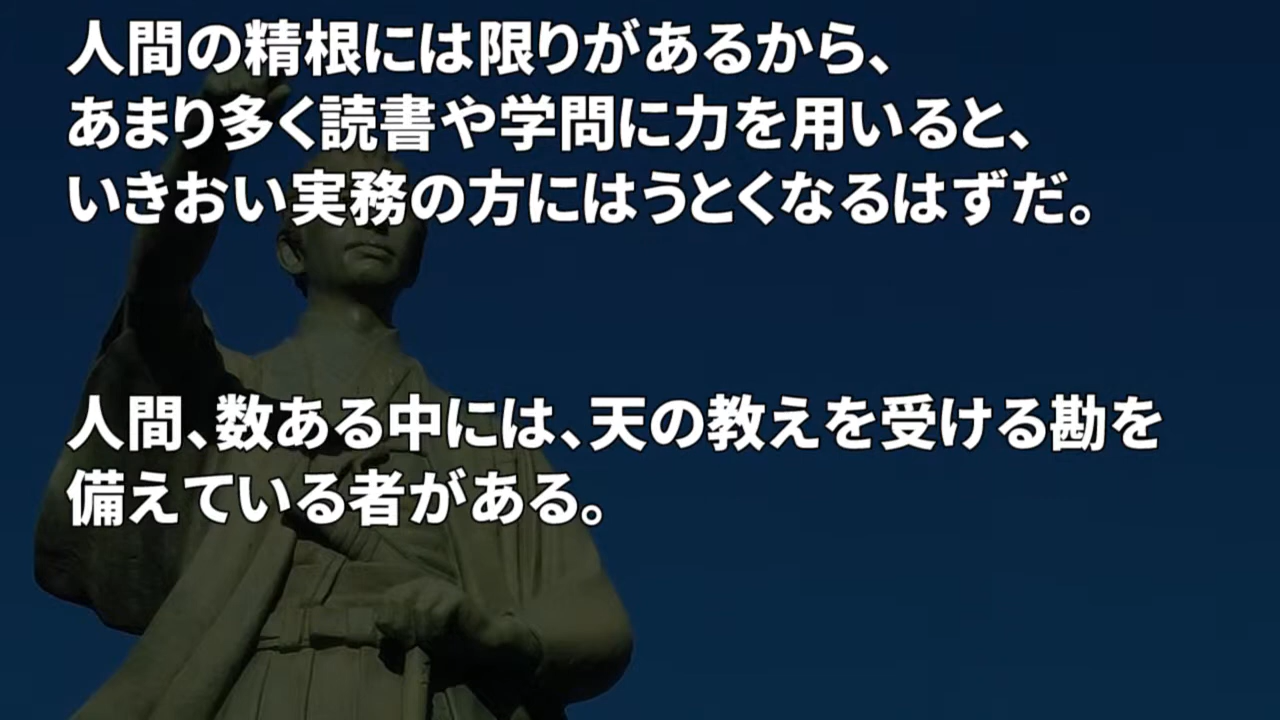 人間の精根には限りがあるから、
あまり多く読書や学問に力を用いると、
いきおい実務の方にはうとくなるはずだ。
人間、数ある中には、天の教えを受ける勘を
備えている者がある。